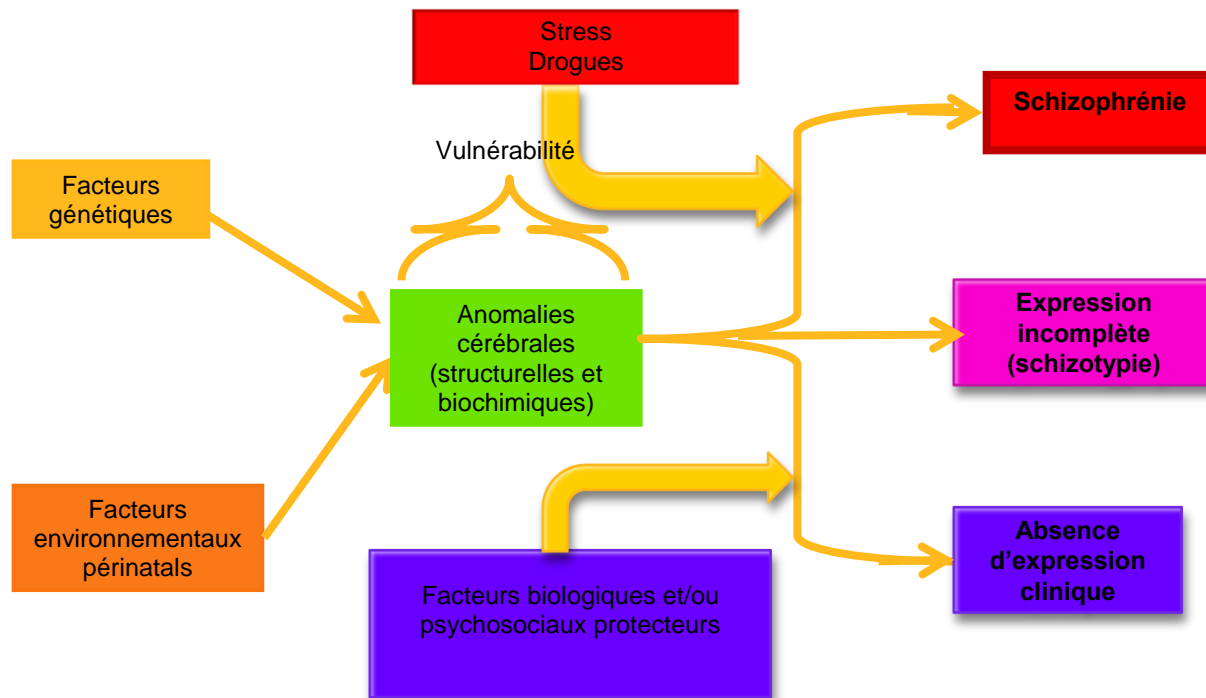 Stress
Drogues
Schizophrénie
Vulnérabilité
Facteurs
génétiques
Anomalies
cérébrales
(structurelles et
biochimiques)
Expression
incomplète
(schizotypie)
Facteurs
environnementaux
périnatals
Facteurs biologiques et/ou
psychosociaux protecteurs
Absence
d’expression
clinique